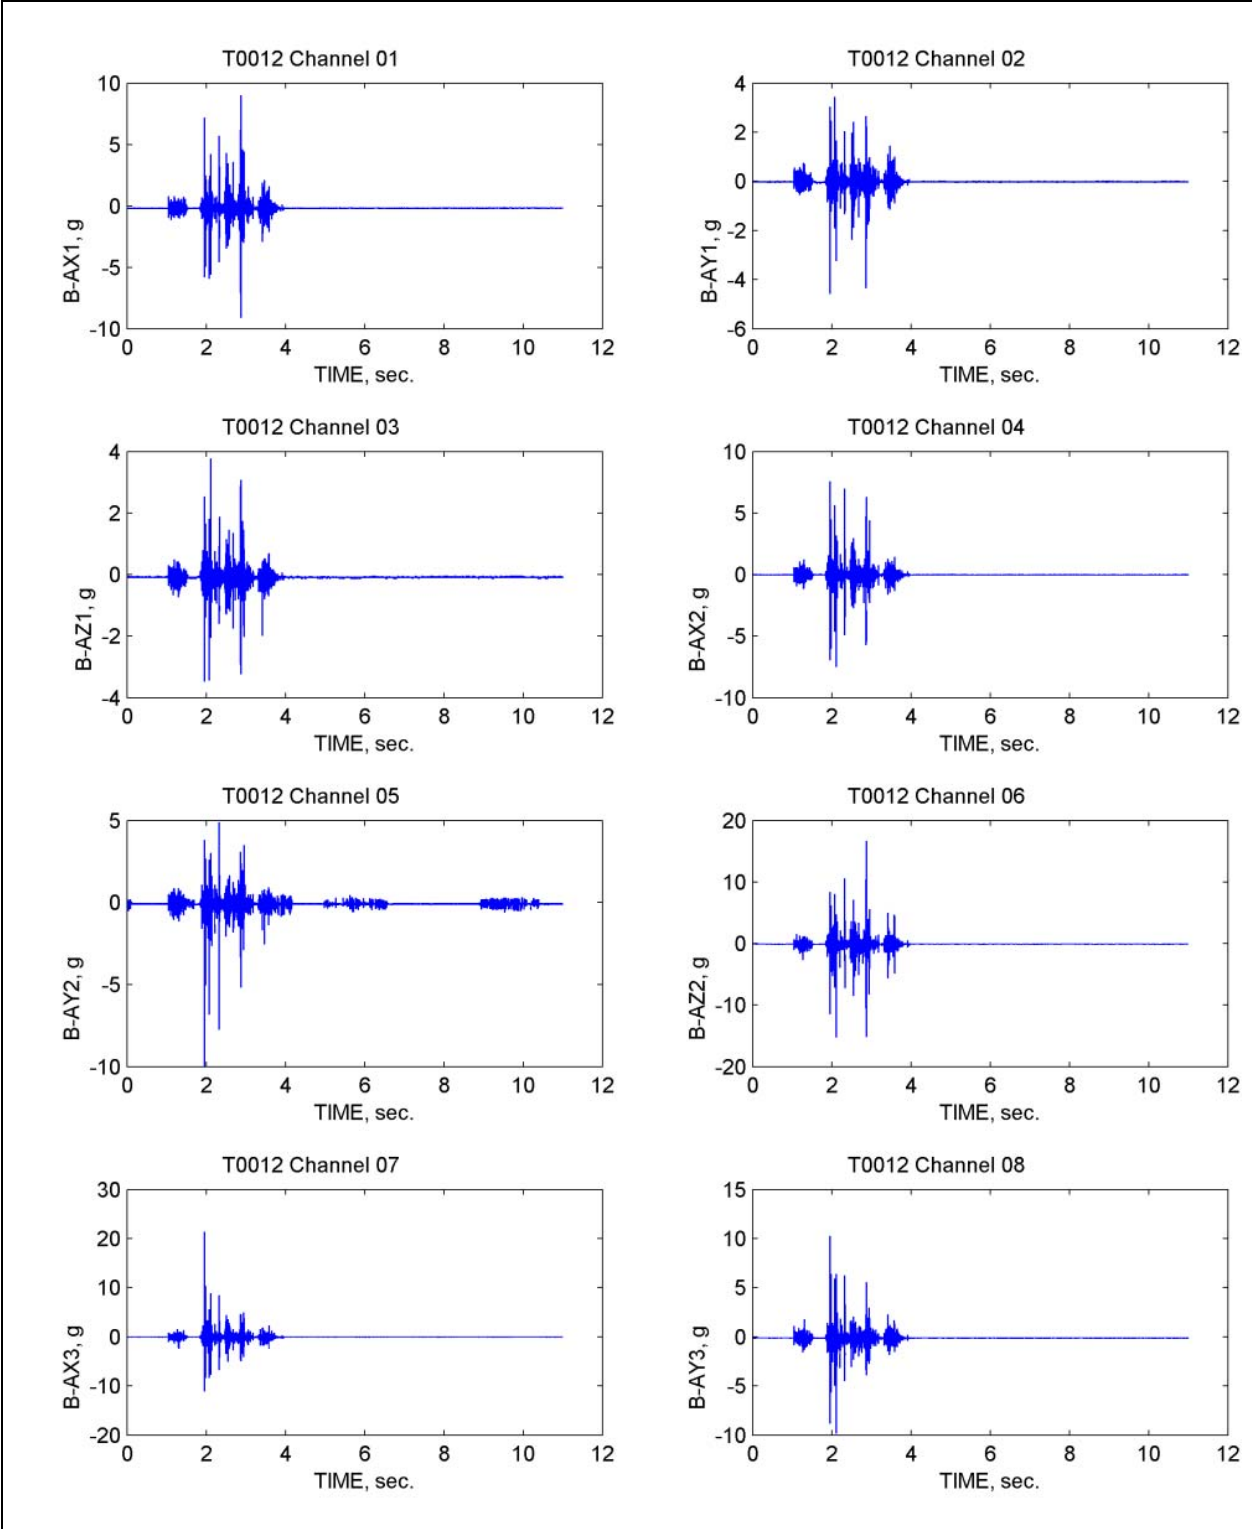 T0012 Channel 01
10
5
0
-5
-10
B-AX1, g
0 2 4 6 8 10 12
TIME, sec.
T0012 Channel 02
4
2
0
-2
-4
-6
B-AY1, g
0 2 4 6 8 10 12
TIME, sec.
T0012 Channel 03
4
2
0
-2
-4
B-AZ1, g
0 2 4 6 8 10 12
TIME, sec.
T0012 Channel 04
10
5
0
-5
-10
B-AX2, g
0 2 4 6 8 10 12
TIME, sec.
T0012 Channel 05
5
0
-5
-10
B-AY2, g
0 2 4 6 8 10 12
TIME, sec.
T0012 Channel 06
20
10
0
-10
-20
B-AZ2, g
0 2 4 6 8 10 12
TIME, sec.
T0012 Channel 07
30
20
10
0
-10
-20
B-AX3, g
0 2 4 6 8 10 12
TIME, sec.
T0012 Channel 08
15
10
5
0
-5
-10
B-AY3, g
0 2 4 6 8 10 12
TIME, sec.